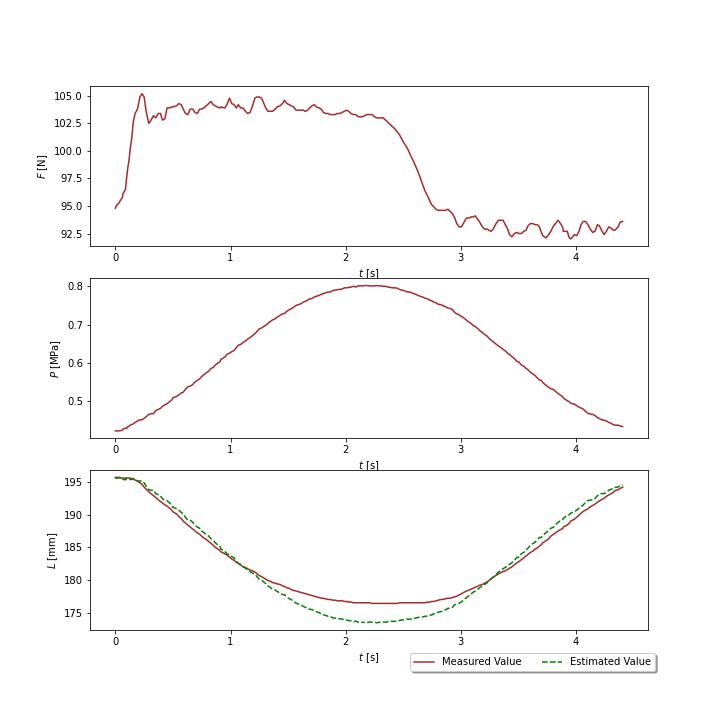 105.0
102.5
100.0
97.5
95.0
92.5
F [N]
0 1 2 3 4
t [s]
0.8
0.7
0.6
0.5
P [MPa]
0 1 2 3 4
t [s]
195
190
185
180
175
L [mm]
0 1 2 3 4
t [s]
Measured Value Estimated Value